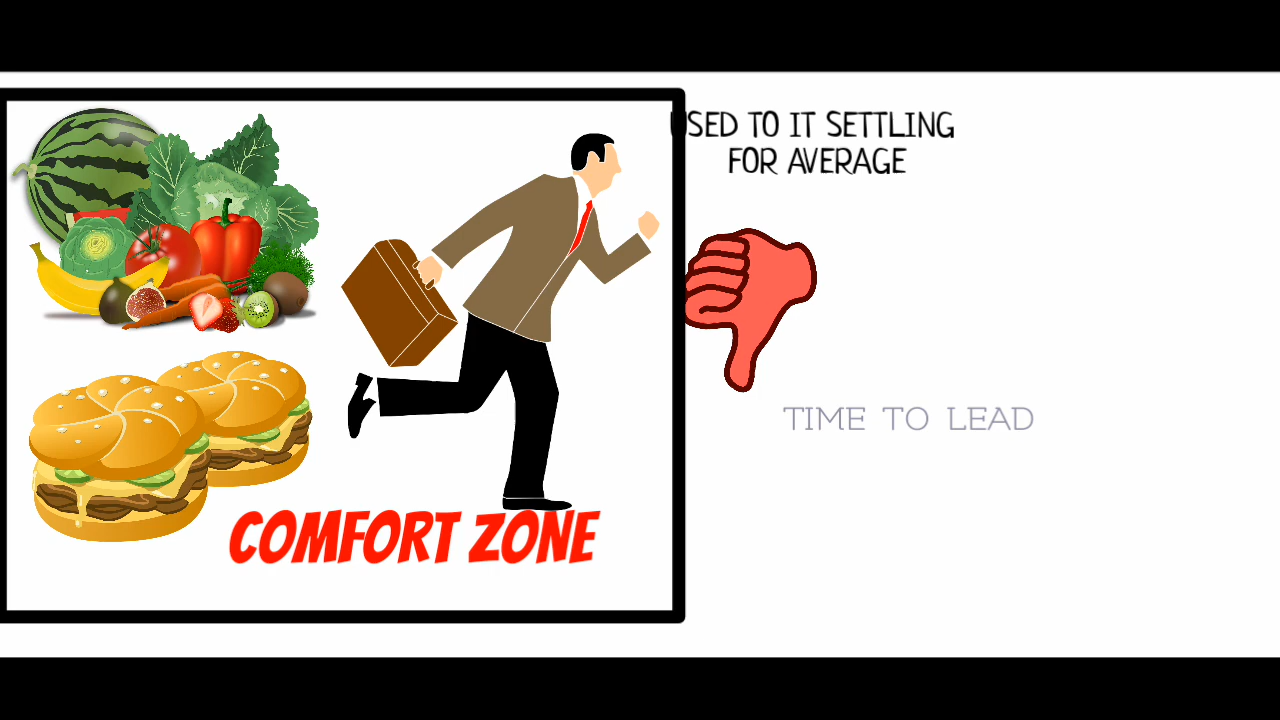 USED TO IT SETTLING
FOR AVERAGE
TIME TO LEAD
COMFORT ZONE